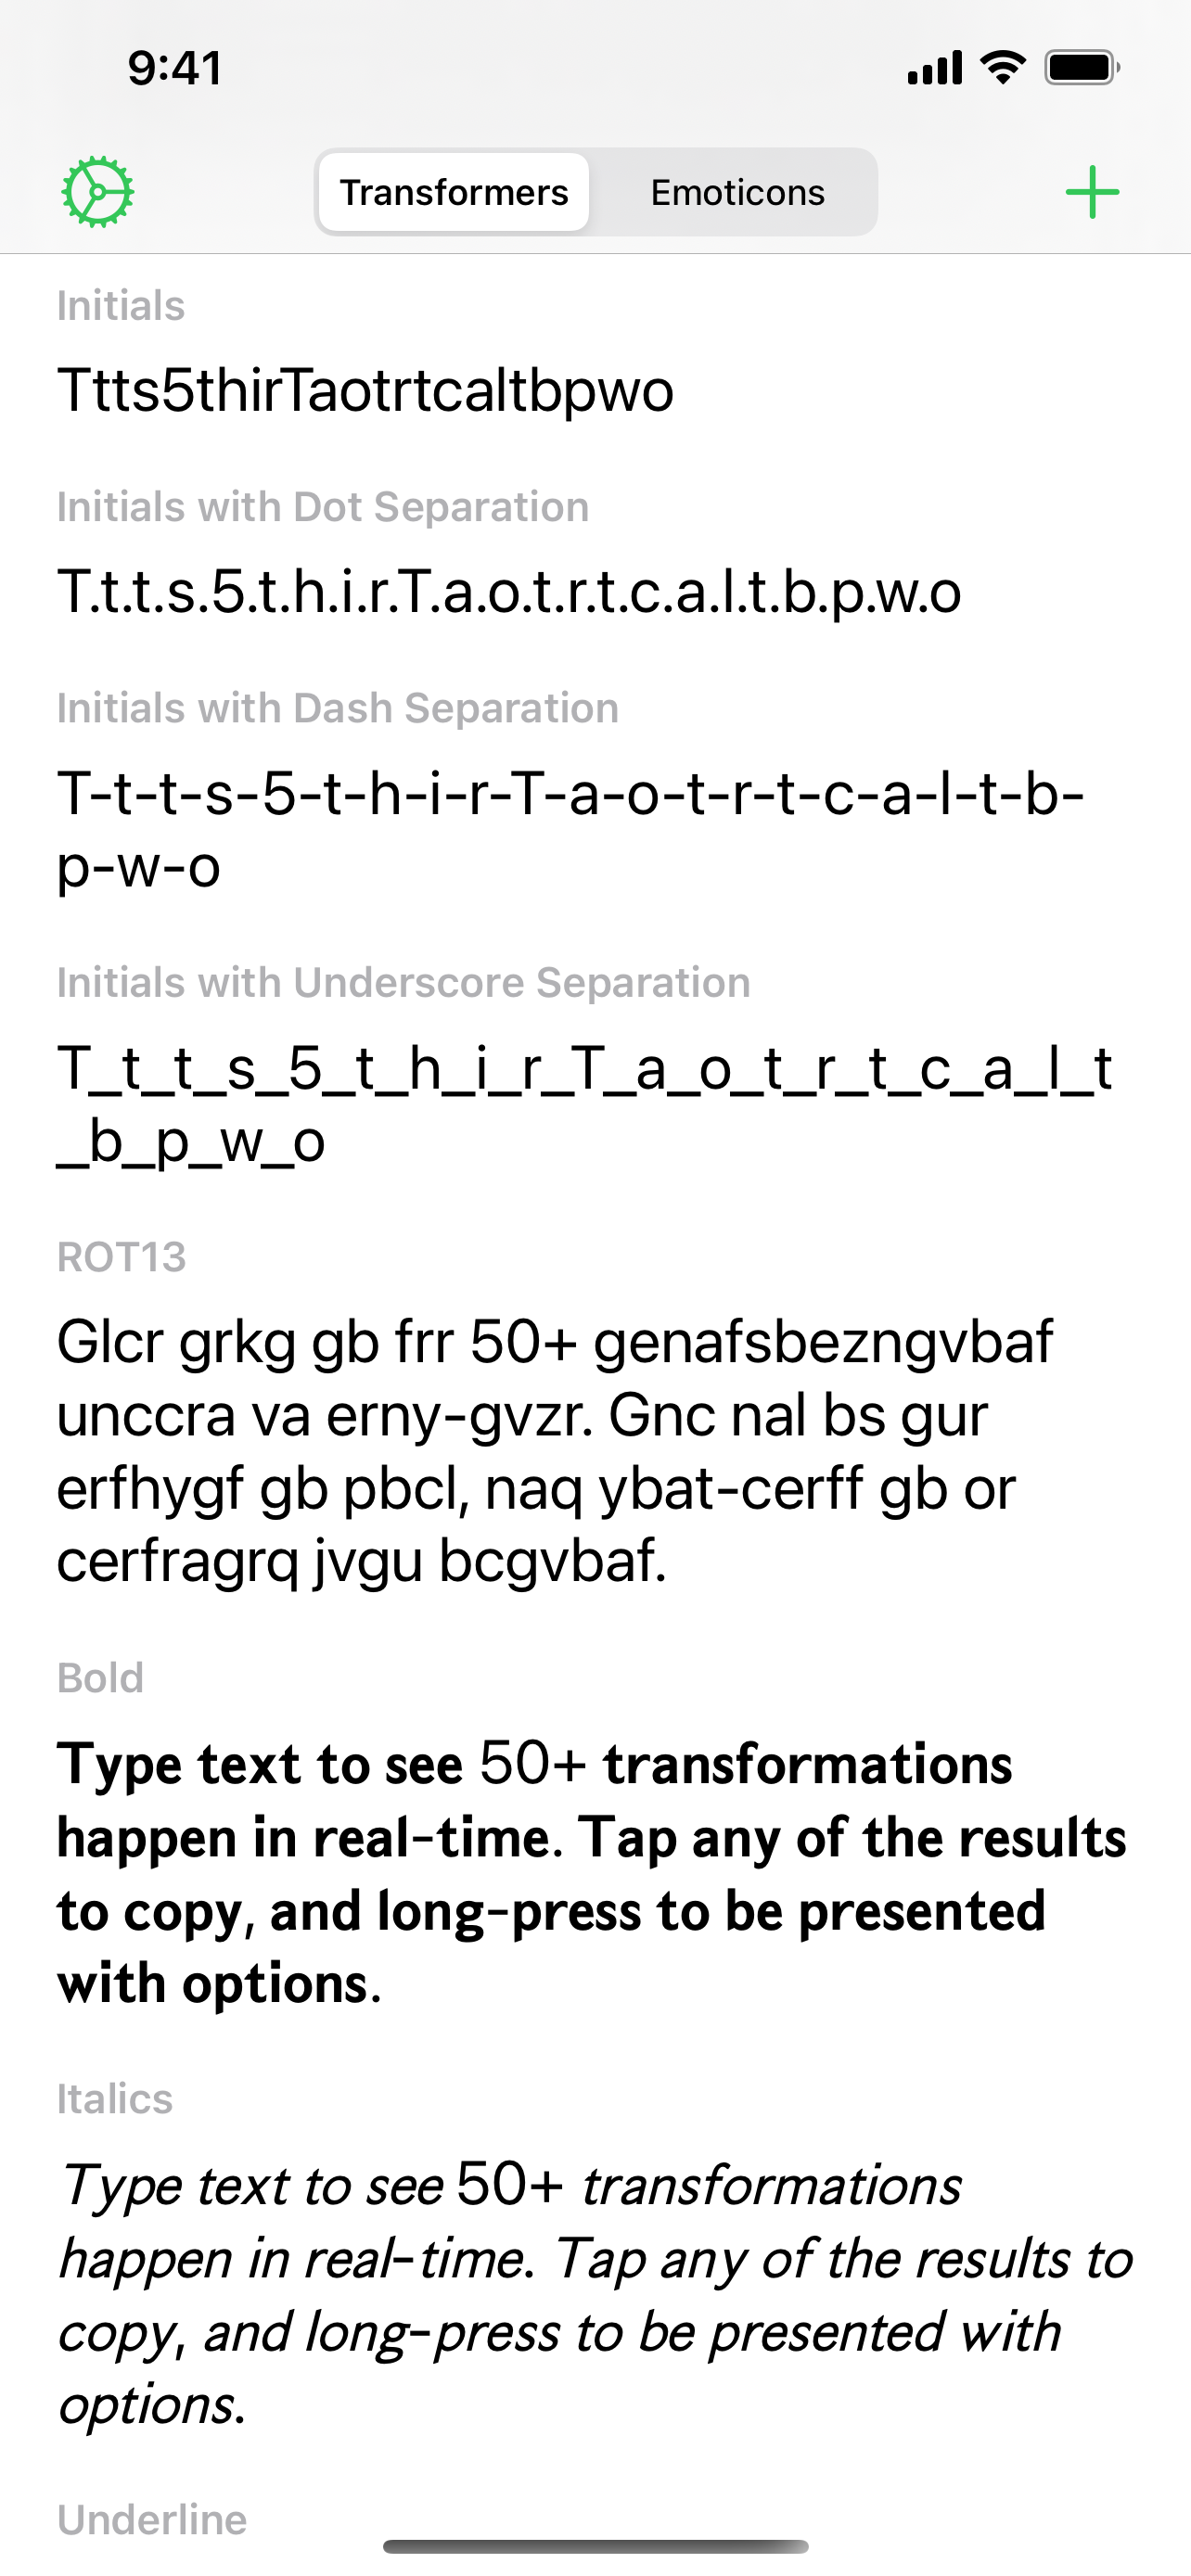 9:41
Transformers
Emoticons
Initials
Ttts5thirTaotrtcaltbpwo
Initials with Dot Separation
T.t.t.s.5.t.h.i.r.T.a.o.t.r.t.c.a.l.t.b.p.w.o
Initials with Dash Separation
T-t-t-s-5-t-h-i-r-T-a-o-t-r-t-c-a-l-t-b-
p-w-o
Initials with Underscore Separation
T_t_t_s_5_t_h_i_r_T_a_o_t_r_t_c_a_l_t
_b_p_w_o
ROT13
Glcr grkg gb frr 50+ genafsbezngvbaf
unccra va erny-gvzr. Gnc nal bs gur
erfhygf gb pbcl, naq ybat-cerff gb or
cerfragrq jvgu bcgvbaf.
Bold
Type text to see 50+ transformations
happen in real-time. Tap any of the results
to copy, and long-press to be presented
with options.
Italics
Type text to see 50+ transformations
happen in real-time. Tap any of the results to
copy, and long-press to be presented with
options.
Underline